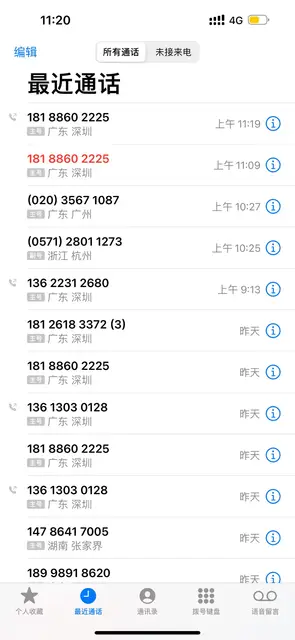 11:20
4G
编辑
所有通话
未接来电
最近通话
181 8860 2225
上午 11:19
主号 广东 深圳
181 8860 2225
上午 11:09
主号 广东 深圳
(020) 3567 1087
上午 10:27
主号 广东 广州
(0571) 2801 1273
上午 10:25
副号 浙江 杭州
136 2231 2680
上午 9:13
主号 广东 深圳
181 2618 3372 (3)
昨天
主号 广东 深圳
181 8860 2225
昨天
主号 广东 深圳
136 1303 0128
昨天
主号 广东 深圳
181 8860 2225
昨天
主号 广东 深圳
136 1303 0128
昨天
主号 广东 深圳
147 8641 7005
昨天
主号 湖南 张家界
189 9891 8620
个人收藏
最近通话
通讯录
拨号键盘
语音留言